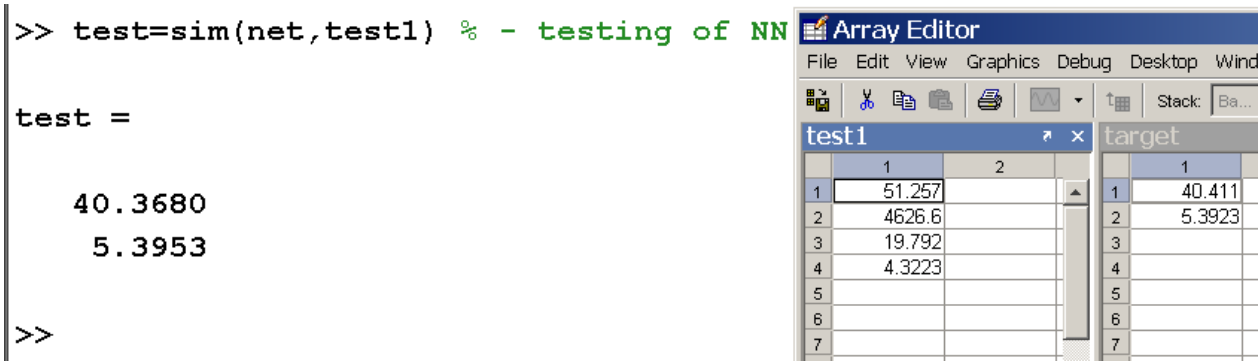 >> test=sim(net,test1) % - testing of NN
test =
40.3680
5.3953
>>
Array Editor
File Edit View Graphics Debug Desktop Wind
Stack: Ba...
test1
1 2
1 51.257
2 4626.6
3 19.792
4 4.3223
5
6
7
target
1
1 40.411
2 5.3923
3
4
5
6
7